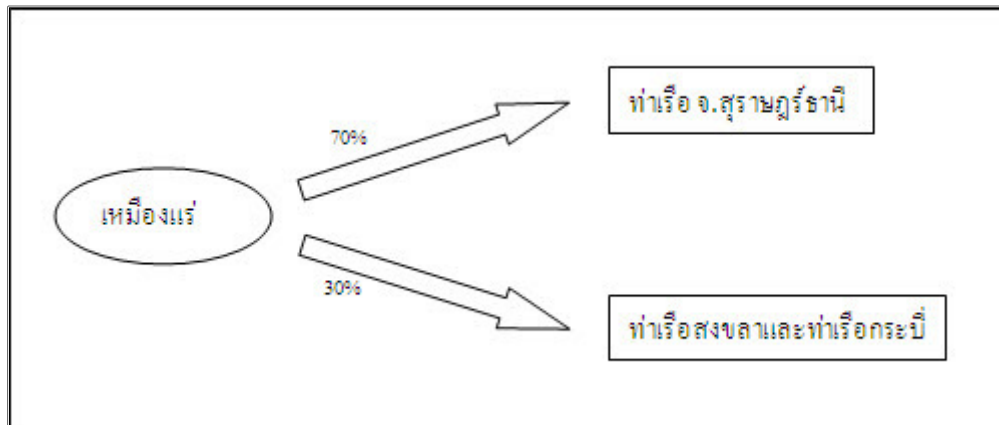 ท่าเรือ จ.สุราษฎร์ธานี
70%
เหมืองแร่
30%
ท่าเรือสงขลาและท่าเรือกระบี่